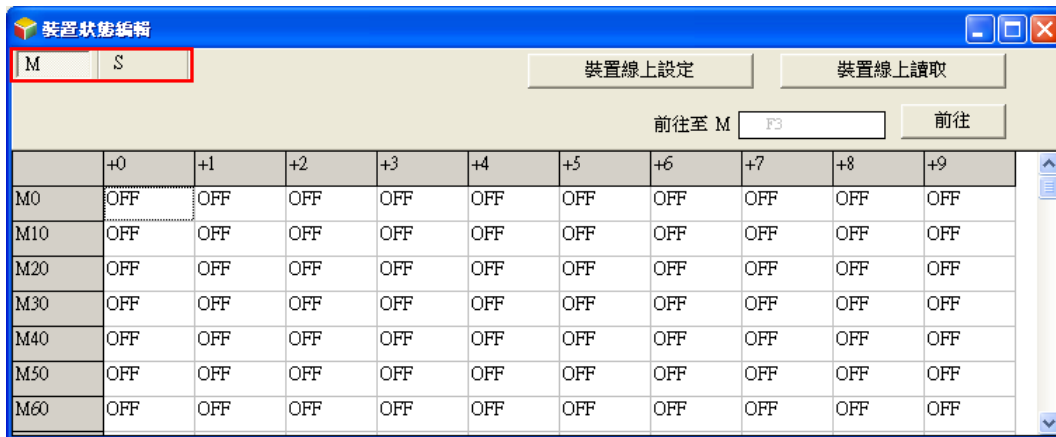 裝置狀態編輯
M S 裝置線上設定 裝置線上讀取
前往至 M F3 前往
+0 +1 +2 +3 +4 +5 +6 +7 +8 +9
M0 OFF OFF OFF OFF OFF OFF OFF OFF OFF OFF
M10 OFF OFF OFF OFF OFF OFF OFF OFF OFF OFF
M20 OFF OFF OFF OFF OFF OFF OFF OFF OFF OFF
M30 OFF OFF OFF OFF OFF OFF OFF OFF OFF OFF
M40 OFF OFF OFF OFF OFF OFF OFF OFF OFF OFF
M50 OFF OFF OFF OFF OFF OFF OFF OFF OFF OFF
M60 OFF OFF OFF OFF OFF OFF OFF OFF OFF OFF